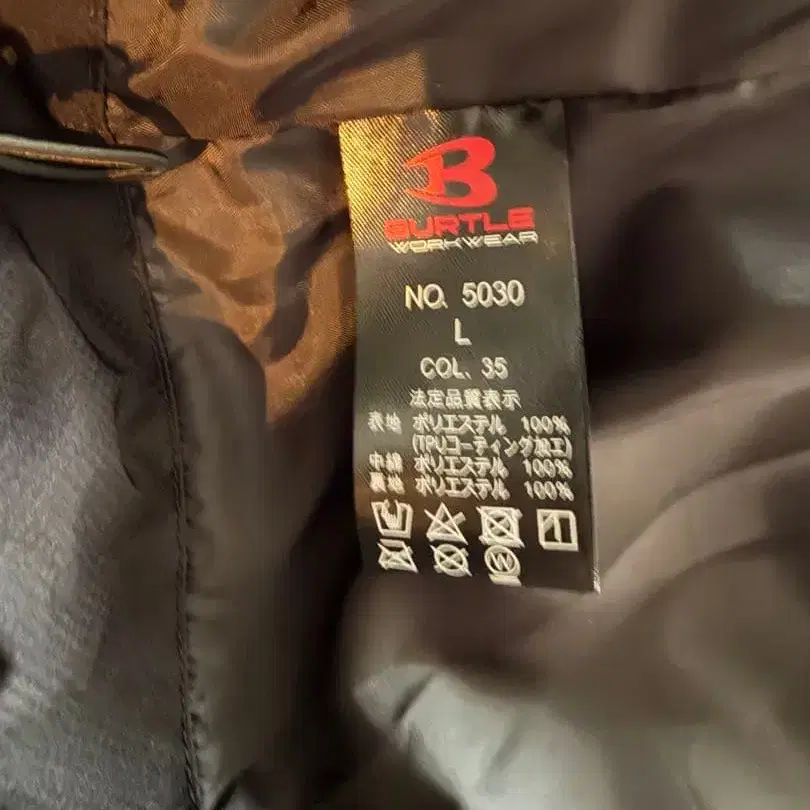 B
BURTLE
WORKWEAR
NO. 5030
L
COL. 35
法定品質表示
表地 ポリエステル 100%
(TPUコーティング加工)
中綿 ポリエステル 100%
裏地 ポリエステル 100%
W